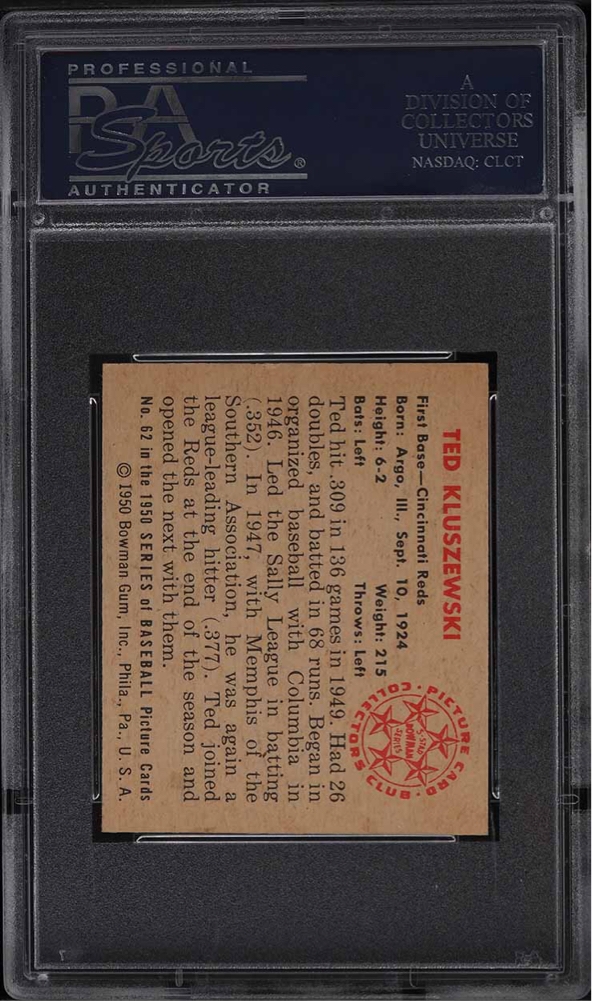 PROFESSIONAL
PSA
Sports®
AUTHENTICATOR
A
DIVISION OF
COLLECTORS
UNIVERSE
NASDAQ: CLCT
TED KLUSZEWSKI
First Base—Cincinnati Reds
Born: Argo, Ill., Sept. 10, 1924
Height: 6-2 Weight: 215
Bats: Left Throws: Left
PICTURE CARD
COLLECTORS CLUB
5-STAR
BOWMAN
SERIES
Ted hit .309 in 136 games in 1949. Had 26
doubles, and batted in 68 runs. Began in
organized baseball with Columbia in
1946. Led the Sally League in batting
(.352). In 1947, with Memphis of the
Southern Association, he was again a
league-leading hitter (.377). Ted joined
the Reds at the end of the season and
opened the next with them.
No. 62 in the 1950 SERIES of BASEBALL Picture Cards
© 1950 Bowman Gum, Inc., Phila., Pa., U. S. A.